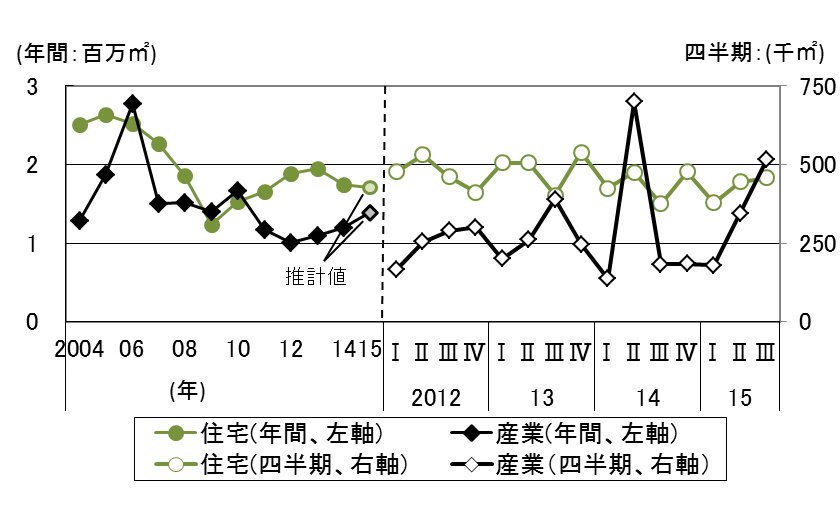 (年間：百万㎡)
四半期：(千㎡)
3 750
2 500
1 250
0 0
推計値
2004 06 08 10 12 14 15
Ⅰ Ⅱ Ⅲ Ⅳ Ⅰ Ⅱ Ⅲ Ⅳ Ⅰ Ⅱ Ⅲ Ⅳ Ⅰ Ⅱ Ⅲ
(年)
2012 13 14 15
住宅(年間、左軸) 産業(年間、左軸)
住宅(四半期、右軸) 産業(四半期、右軸)